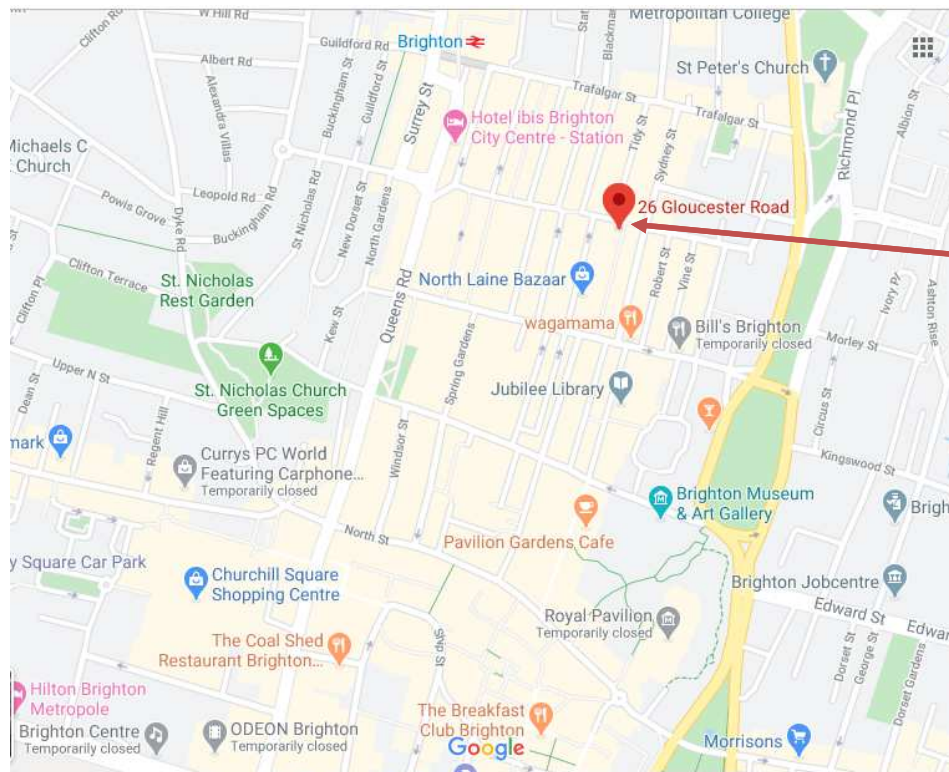 Metropolitan College
W Hill Rd
Clifton Rd
Guildford Rd
Brighton
Albert Rd
St Peter's Church
Trafalgar St
Trafalgar St
Buckingham St
Guildford St
Surrey St
Alexandra Villas
Hotel ibis Brighton
City Centre - Station
Tidy St
Sydney St
Richmond Pl
Albion St
Michaels C
Church
Leopold Rd
Powis Grove
Dyke Rd
Buckingham Rd
St Nicholas Rd
New Dorset St
North Gardens
26 Gloucester Road
Clifton Terrace
Clifton Pl
St. Nicholas
Rest Garden
Queens Rd
North Laine Bazaar
Robert St
Vine St
Ivory Pl
Ashton Rise
Kew St
wagamama
Bill's Brighton
Temporarily closed
Morley St
Upper N St
St. Nicholas Church
Green Spaces
Spring Gardens
Jubilee Library
Dean St
Regent Hill
Circus St
mark
Currys PC World
Featuring Carphone...
Temporarily closed
Windsor St
Kingswood St
Brighton Museum
& Art Gallery
Brigh
North St
Pavilion Gardens Cafe
y Square Car Park
Churchill Square
Shopping Centre
Brighton Jobcentre
Royal Pavilion
Temporarily closed
Edward St
Edwar
The Coal Shed
Restaurant Brighton...
Ship St
Dorset St
George St
Dorset Gardens
Hilton Brighton
Metropole
Brighton Centre
Temporarily closed
ODEON Brighton
Temporarily closed
The Breakfast
Club Brighton
Google
Morrisons